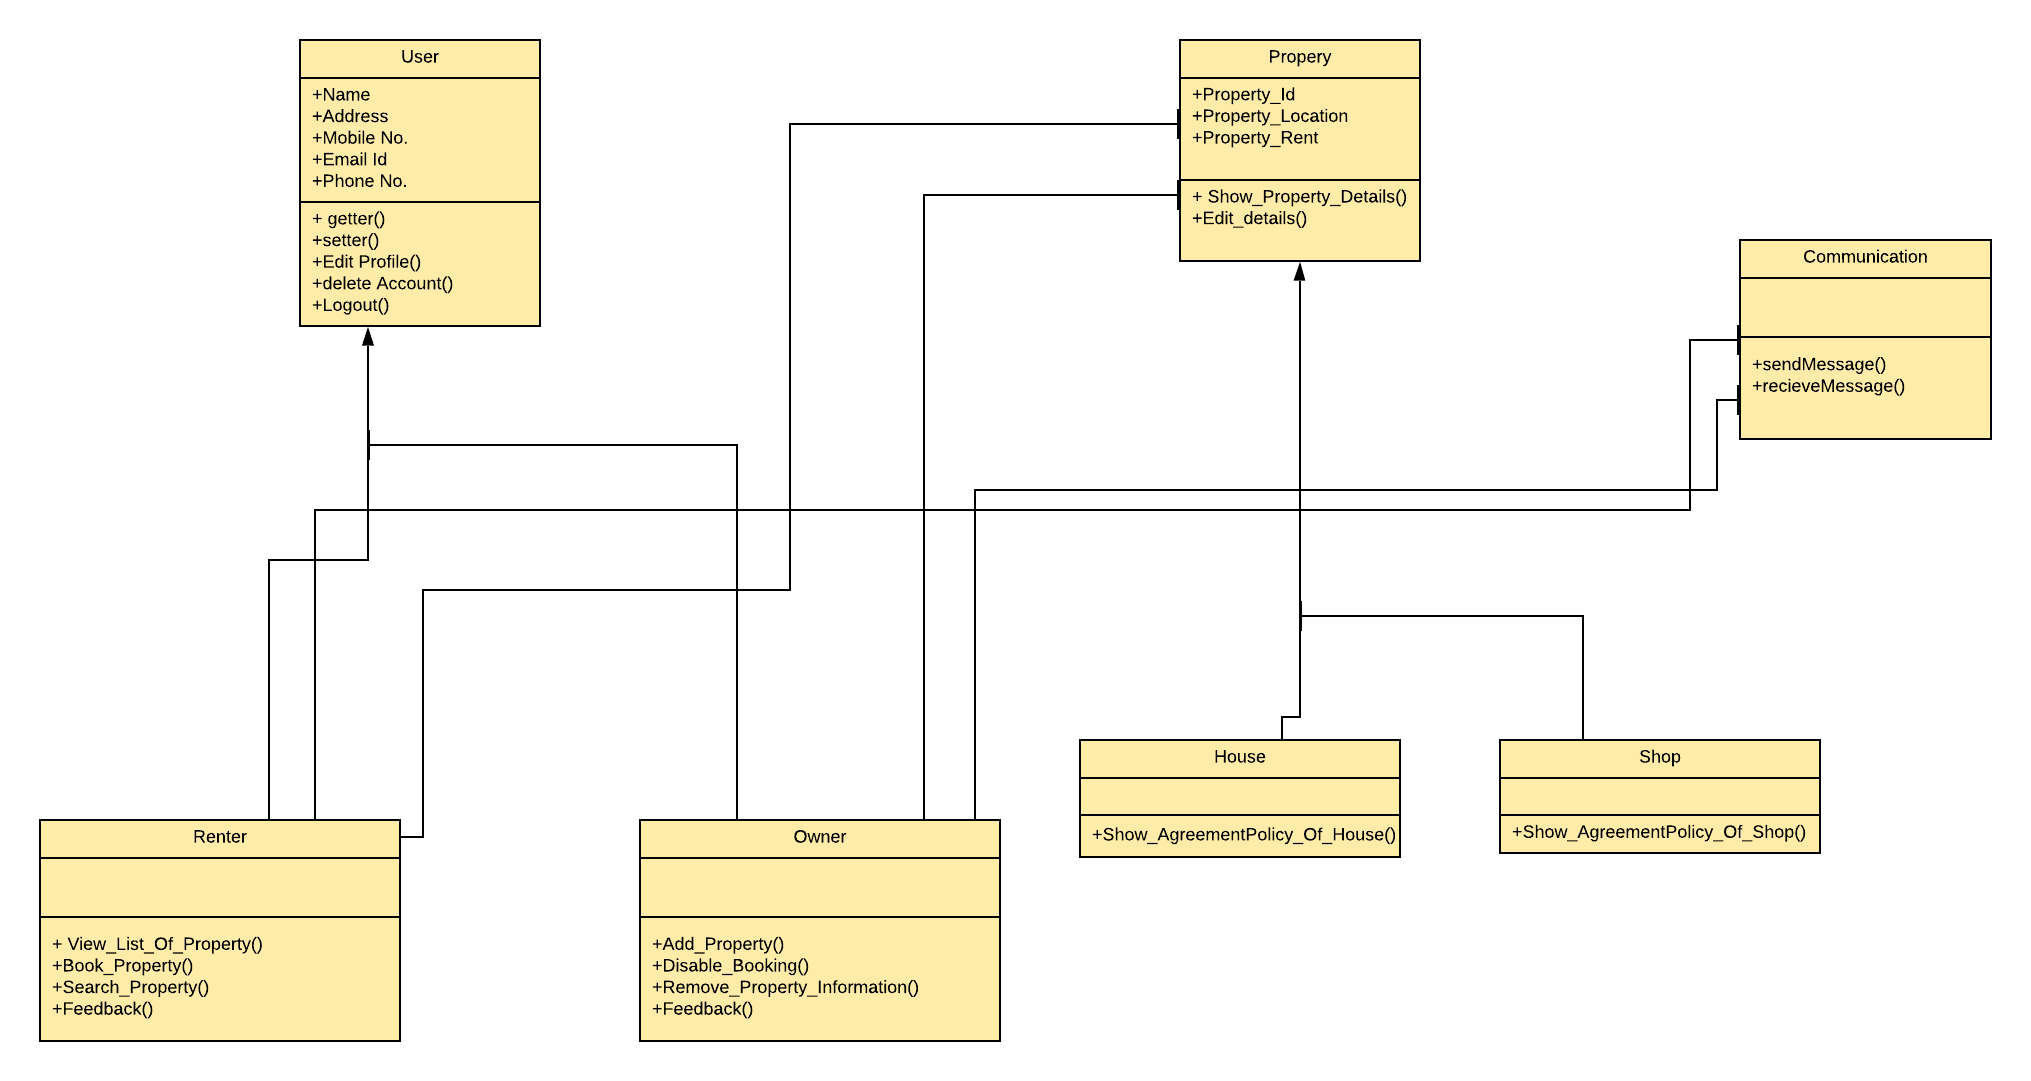 User
+Name
+Address
+Mobile No.
+Email Id
+Phone No.
+ getter()
+setter()
+Edit Profile()
+delete Account()
+Logout()
Propery
+Property_Id
+Property_Location
+Property_Rent
+ Show_Property_Details()
+Edit_details()
Communication
+sendMessage()
+recieveMessage()
Renter
+ View_List_Of_Property()
+Book_Property()
+Search_Property()
+Feedback()
Owner
+Add_Property()
+Disable_Booking()
+Remove_Property_Information()
+Feedback()
House
+Show_AgreementPolicy_Of_House()
Shop
+Show_AgreementPolicy_Of_Shop()